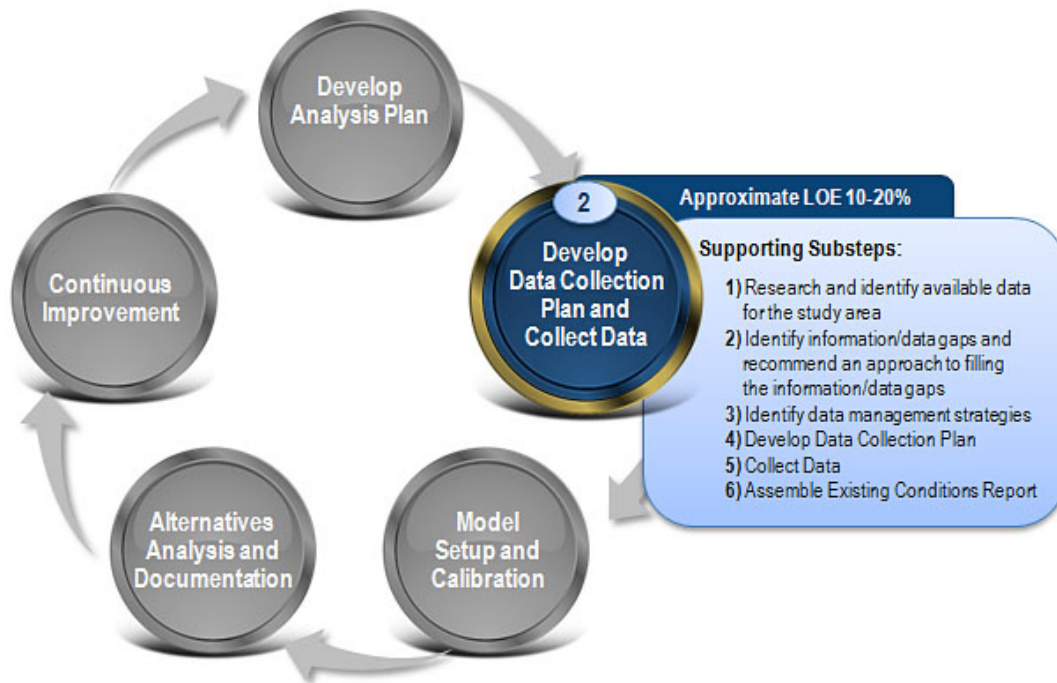 Develop
Analysis Plan
2
Develop
Data Collection
Plan and
Collect Data
Approximate LOE 10-20%
Supporting Substeps:
1) Research and identify available data
for the study area
2) Identify information/data gaps and
recommend an approach to filling
the information/data gaps
3) Identify data management strategies
4) Develop Data Collection Plan
5) Collect Data
6) Assemble Existing Conditions Report
Model
Setup and
Calibration
Alternatives
Analysis and
Documentation
Continuous
Improvement